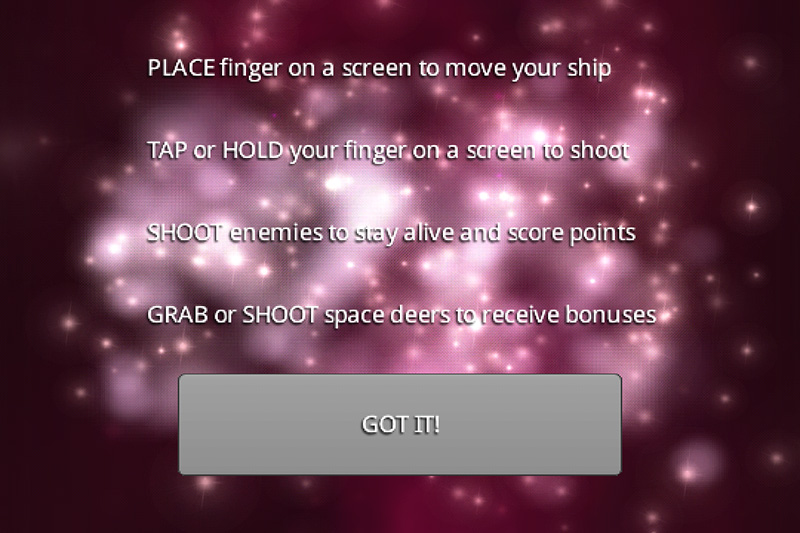 PLACE finger on a screen to move your ship
TAP or HOLD your finger on a screen to shoot
SHOOT enemies to stay alive and score points
GRAB or SHOOT space deers to receive bonuses
GOT IT!